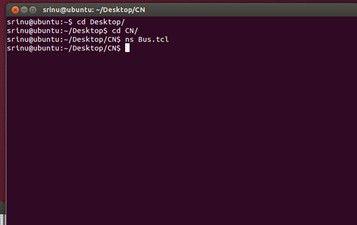 srinu@ubuntu: ~/Desktop/CN
srinu@ubuntu:~$ cd Desktop/
srinu@ubuntu:~/Desktop$ cd CN/
srinu@ubuntu:~/Desktop/CN$ ns Bus.tcl
srinu@ubuntu:~/Desktop/CN$